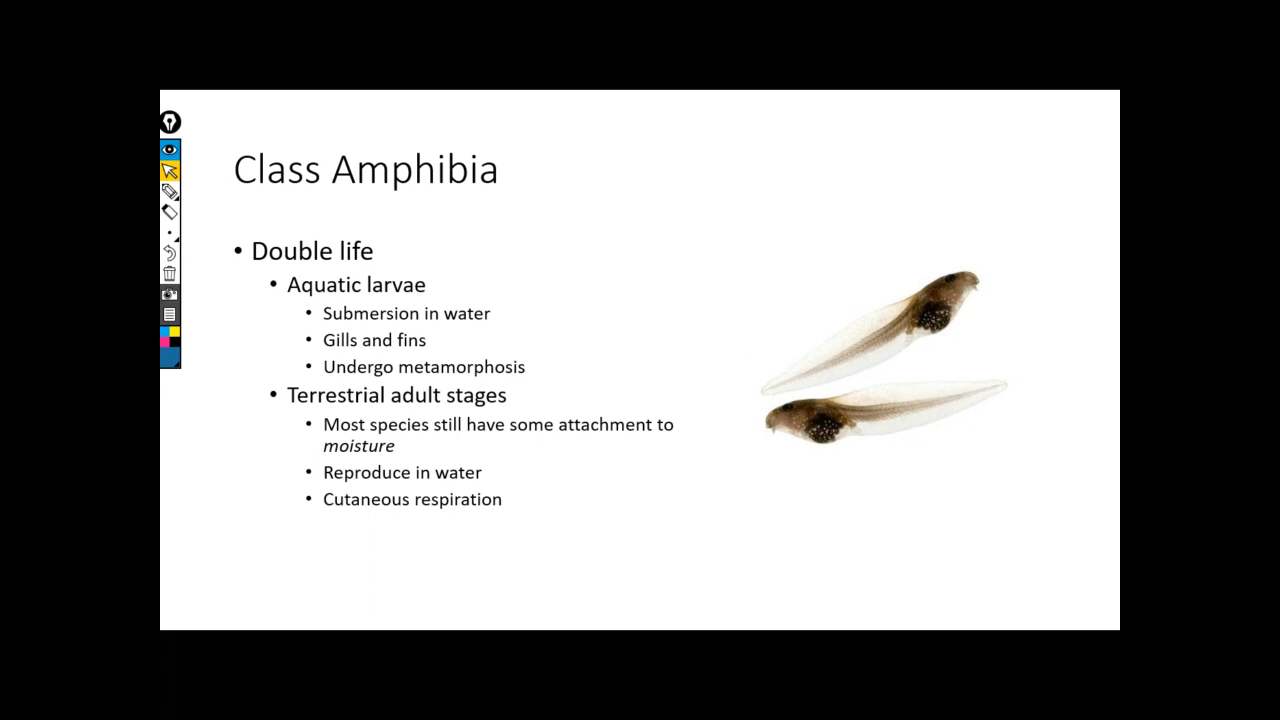 Class Amphibia
• Double life
• Aquatic larvae
• Submersion in water
• Gills and fins
• Undergo metamorphosis
• Terrestrial adult stages
• Most species still have some attachment to
moisture
• Reproduce in water
• Cutaneous respiration